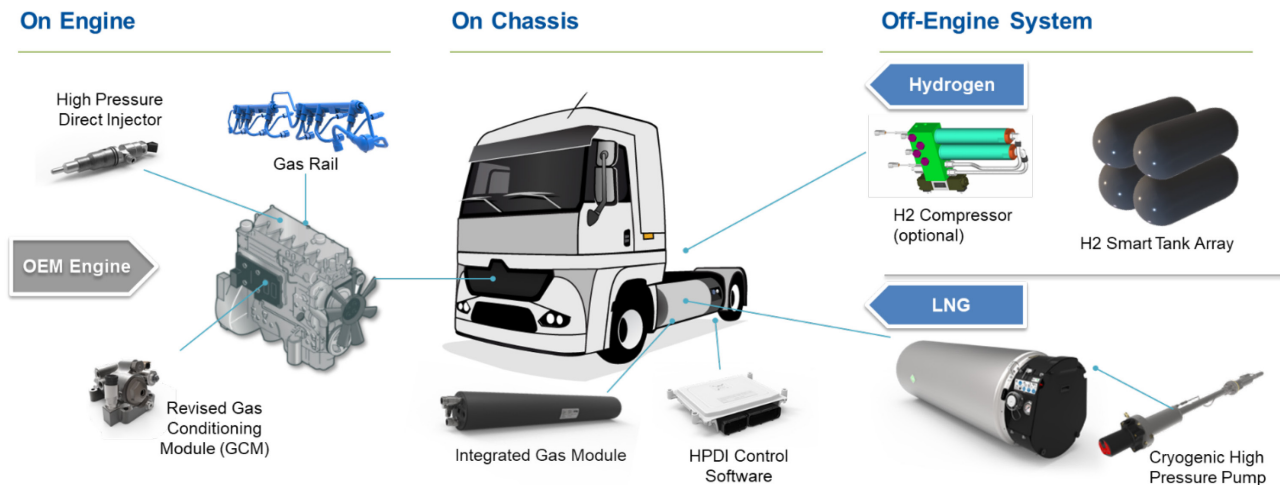 On Engine
On Chassis
Off-Engine System
High Pressure
Direct Injector
Gas Rail
OEM Engine
Revised Gas
Conditioning
Module (GCM)
Integrated Gas Module
HPDI Control
Software
Hydrogen
H2 Compressor
(optional)
H2 Smart Tank Array
LNG
Cryogenic High
Pressure Pump